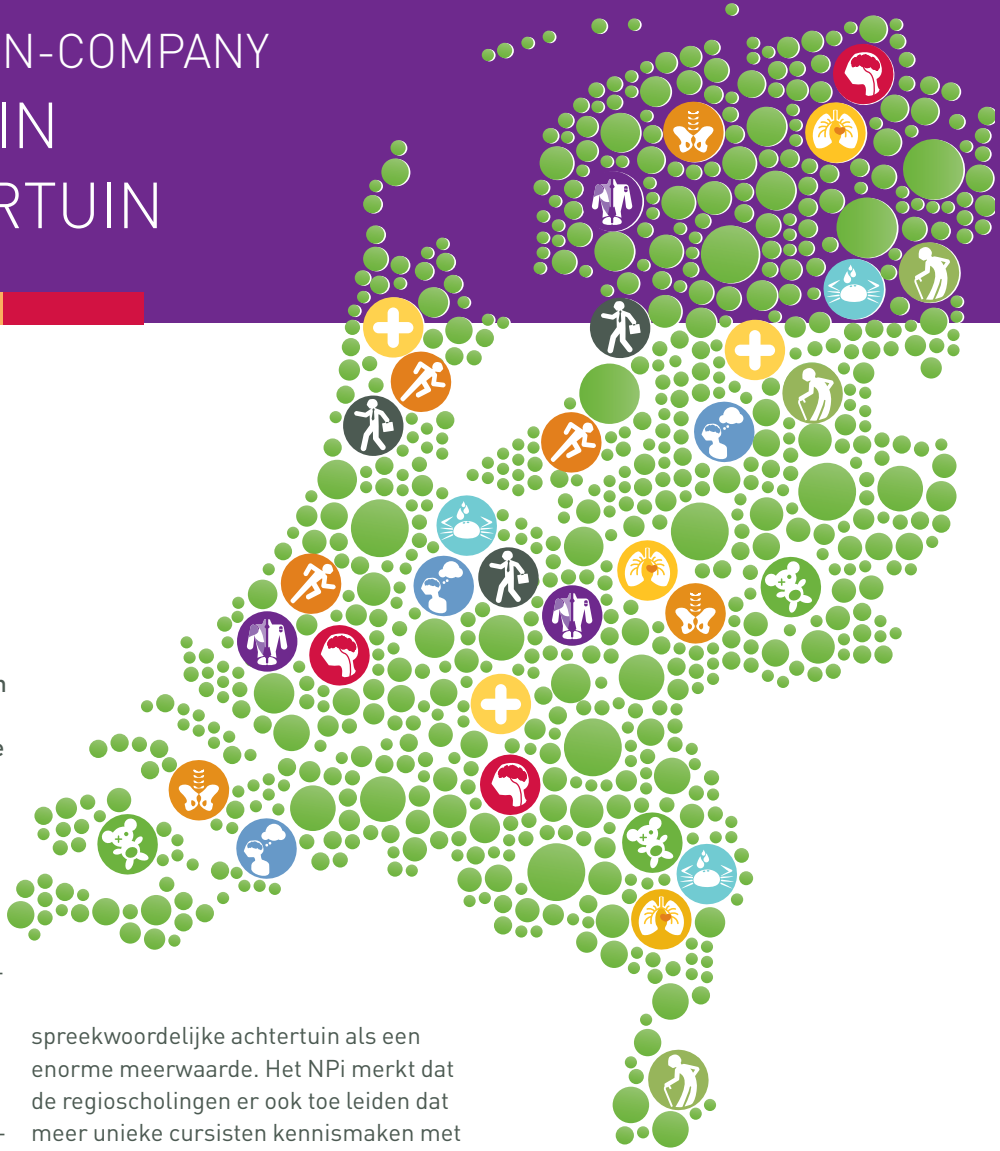 N-COMPANY
IN
RTUIN
n
e
-
-
spreekwoordelijke achtertuin als een
enorme meerwaarde. Het NPi merkt dat
de regioscholingen er ook toe leiden dat
meer unieke cursisten kennismaken met